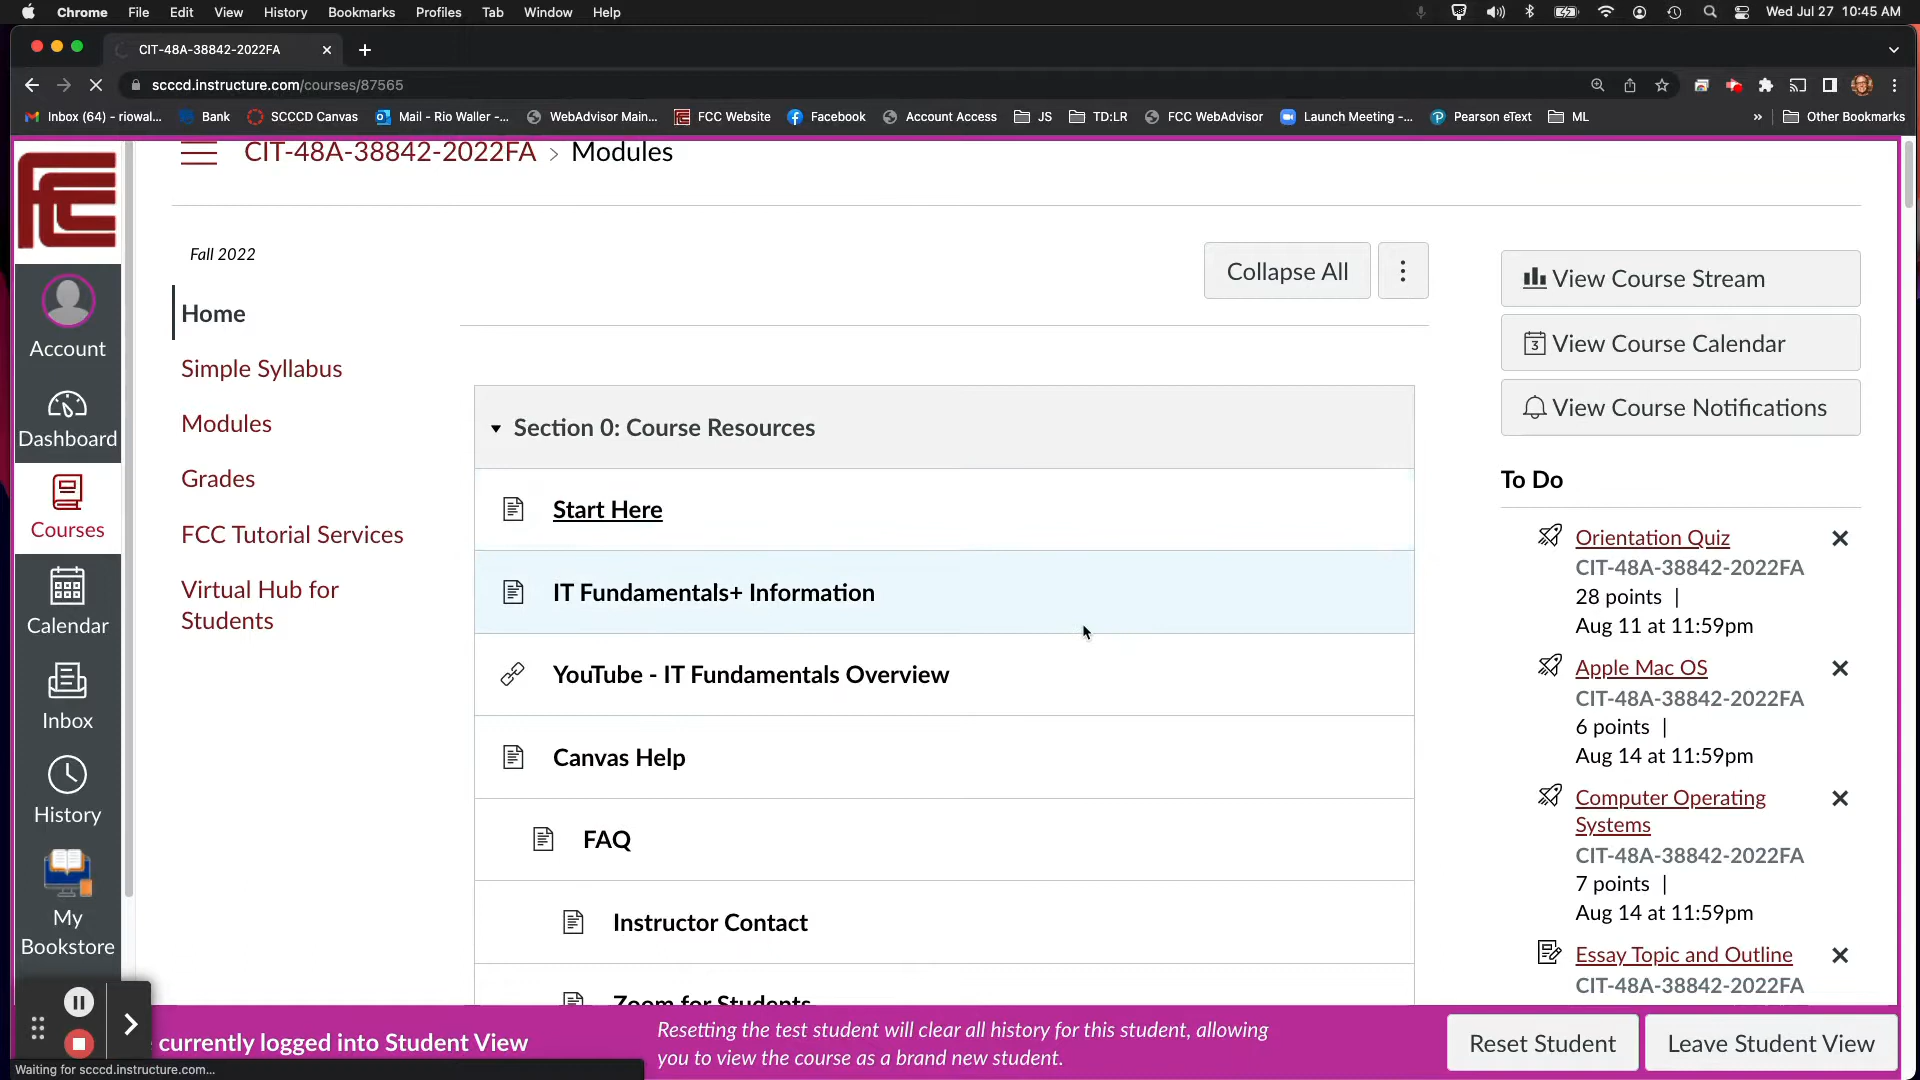 Chrome File Edit View History Bookmarks Profiles Tab Window Help Wed Jul 27 10:45 AM
CIT-48A-38842-2022FA
scccd.instructure.com/courses/87565
Inbox (64) - riowal... Bank SCCCD Canvas Mail - Rio Waller -... WebAdvisor Main... FCC Website Facebook Account Access JS TD:LR FCC WebAdvisor Launch Meeting -... Pearson eText ML » Other Bookmarks
CIT-48A-38842-2022FA > Modules
Fall 2022
Collapse All
Home
Simple Syllabus
Modules
Grades
FCC Tutorial Services
Virtual Hub for
Students
Account
Dashboard
Courses
Calendar
Inbox
History
My
Bookstore
Section 0: Course Resources
Start Here
IT Fundamentals+ Information
YouTube - IT Fundamentals Overview
Canvas Help
FAQ
Instructor Contact
Zoom for Students
View Course Stream
3 View Course Calendar
View Course Notifications
To Do
Orientation Quiz
CIT-48A-38842-2022FA
28 points |
Aug 11 at 11:59pm
Apple Mac OS
CIT-48A-38842-2022FA
6 points |
Aug 14 at 11:59pm
Computer Operating
Systems
CIT-48A-38842-2022FA
7 points |
Aug 14 at 11:59pm
Essay Topic and Outline
CIT-48A-38842-2022FA
currently logged into Student View
Resetting the test student will clear all history for this student, allowing
you to view the course as a brand new student.
Reset Student
Leave Student View
Waiting for scccd.instructure.com...